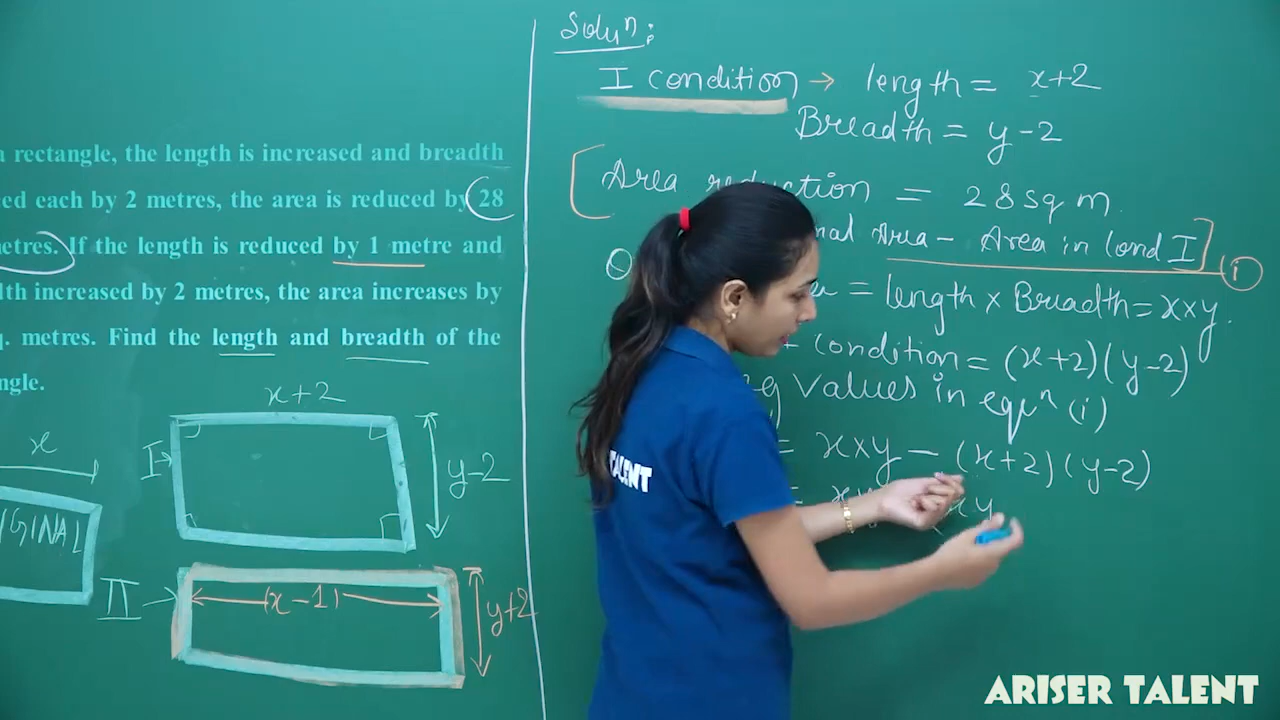 a rectangle, the length is increased and breadth
ed each by 2 metres, the area is reduced by 28
etres. If the length is reduced by 1 metre and
dth increased by 2 metres, the area increases by
q. metres. Find the length and breadth of the
ngle.
x+2
I
y-2
x
GINAL
II
(x-1)
y+2
Soluⁿ:
I condition → length = x+2
Breadth = y-2
[Area reduction = 28 sq m.
nal Area - Area in Cond I] (i)
= length x Breadth = x x y.
condition = (x+2)(y-2)
g values in eqⁿ (i)
= x x y - (x+2)(y-2)
= xy
TALENT
ARISER TALENT